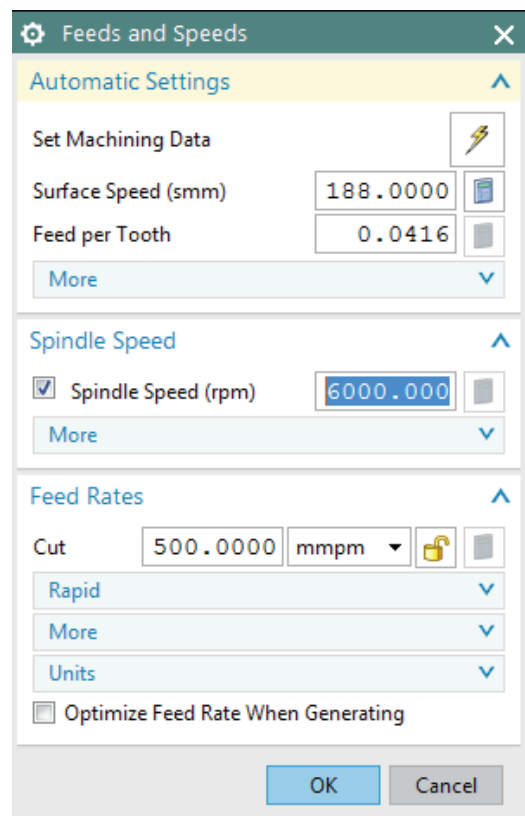 Feeds and Speeds
Automatic Settings
Set Machining Data
Surface Speed (smm) 188.0000
Feed per Tooth 0.0416
More
Spindle Speed
Spindle Speed (rpm) 6000.000
More
Feed Rates
Cut 500.0000 mmpm
Rapid
More
Units
Optimize Feed Rate When Generating
OK Cancel